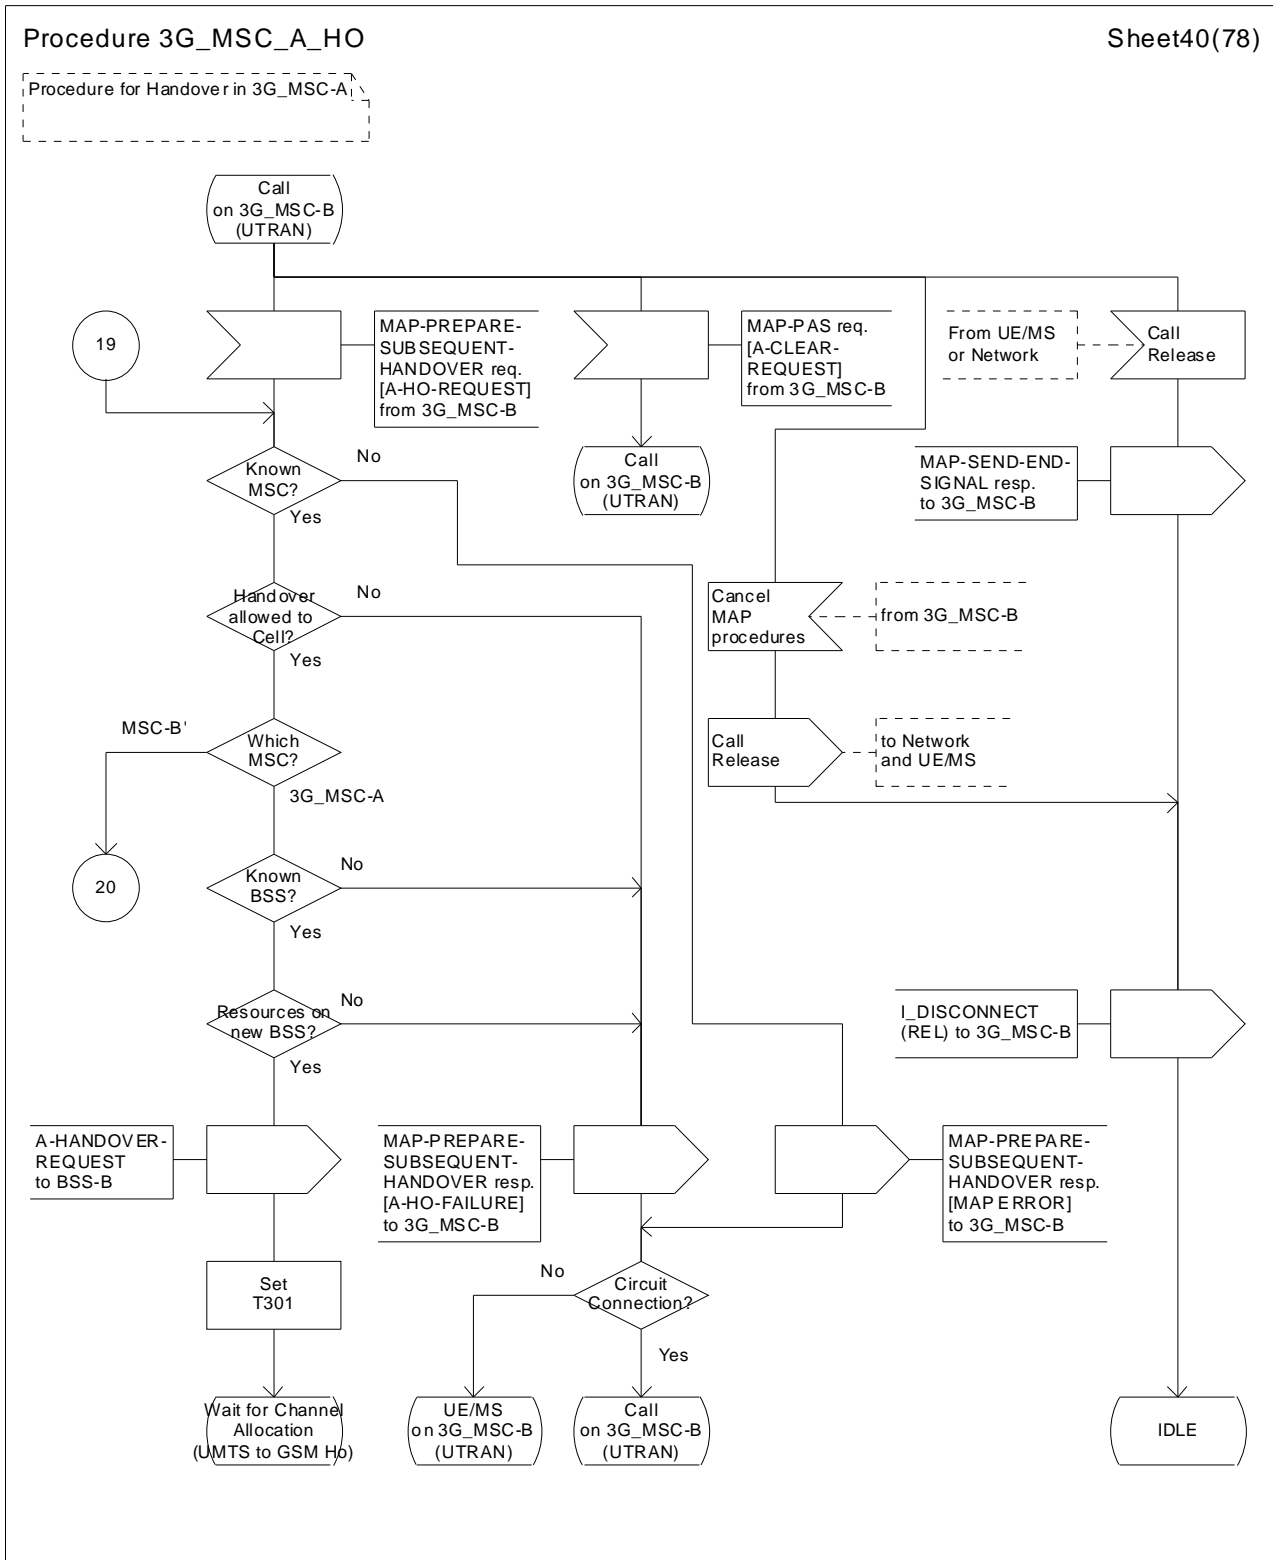 Procedure 3G_MSC_A_HO
Sheet40(78)
Procedure for Handover in 3G_MSC-A
Call
on 3G_MSC-B
(UTRAN)
19
MAP-PREPARE-
SUBSEQUENT-
HANDOVER req.
[A-HO-REQUEST]
from 3G_MSC-B
MAP-PAS req.
[A-CLEAR-
REQUEST]
from 3G_MSC-B
From UE/MS
or Network
Call
Release
Known
MSC?
No
Yes
Call
on 3G_MSC-B
(UTRAN)
MAP-SEND-END-
SIGNAL resp.
to 3G_MSC-B
Handover
allowed to
Cell?
No
Yes
Cancel
MAP
procedures
from 3G_MSC-B
MSC-B'
Which
MSC?
3G_MSC-A
Call
Release
to Network
and UE/MS
20
Known
BSS?
No
Yes
Resources on
new BSS?
No
Yes
I_DISCONNECT
(REL) to 3G_MSC-B
A-HANDOVER-
REQUEST
to BSS-B
MAP-PREPARE-
SUBSEQUENT-
HANDOVER resp.
[A-HO-FAILURE]
to 3G_MSC-B
MAP-PREPARE-
SUBSEQUENT-
HANDOVER resp.
[MAP ERROR]
to 3G_MSC-B
Set
T301
No
Circuit
Connection?
Yes
Wait for Channel
Allocation
(UMTS to GSM Ho)
UE/MS
on 3G_MSC-B
(UTRAN)
Call
on 3G_MSC-B
(UTRAN)
IDLE